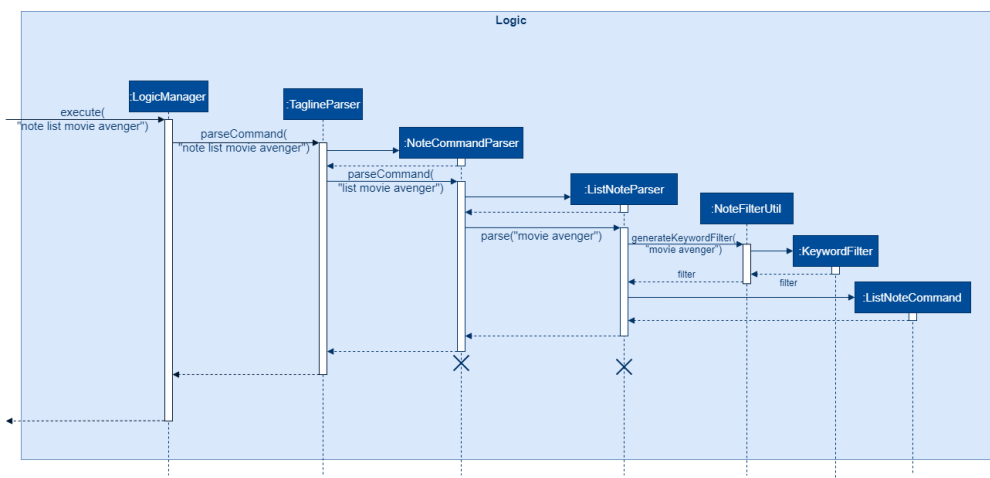 Logic
:LogicManager
:TaglineParser
execute(
"note list movie avenger")
parseCommand(
"note list movie avenger")
:NoteCommandParser
parseCommand(
"list movie avenger")
:ListNoteParser
:NoteFilterUtil
parse("movie avenger")
generateKeywordFilter(
"movie avenger")
:KeywordFilter
filter
filter
:ListNoteCommand